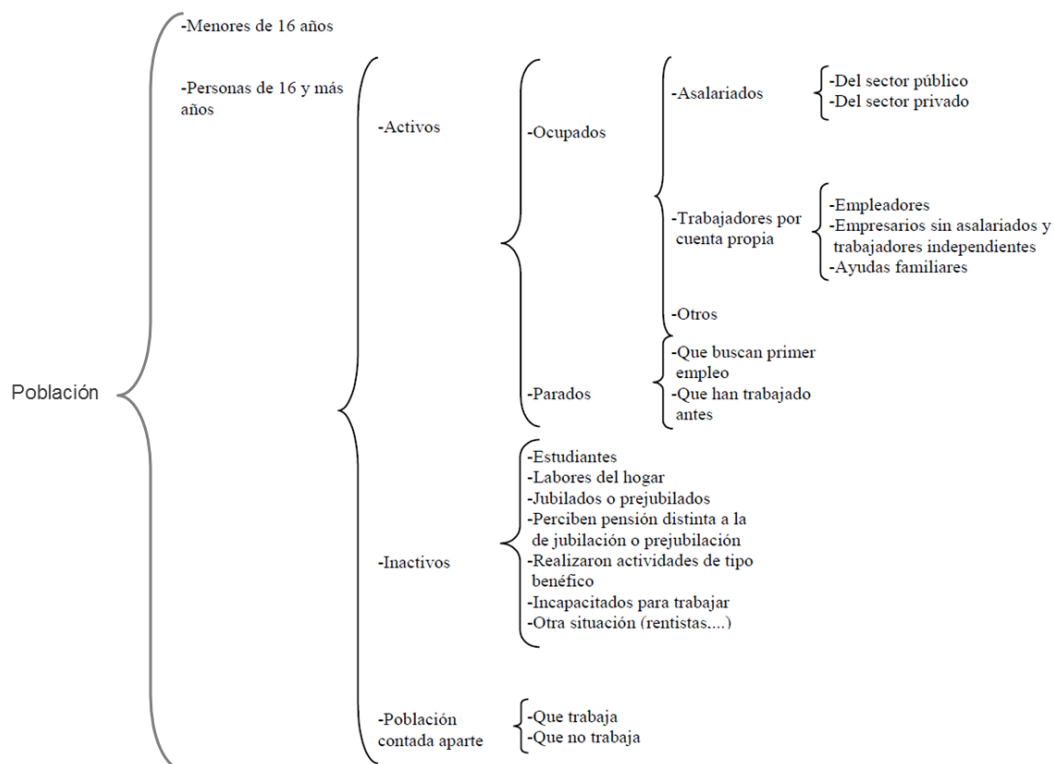 Población
-Menores de 16 años
-Personas de 16 y más
años
-Activos
-Ocupados
-Asalariados
-Del sector público
-Del sector privado
-Trabajadores por
cuenta propia
-Empleadores
-Empresarios sin asalariados y
trabajadores independientes
-Ayudas familiares
-Otros
-Parados
-Que buscan primer
empleo
-Que han trabajado
antes
-Inactivos
-Estudiantes
-Labores del hogar
-Jubilados o prejubilados
-Perciben pensión distinta a la
de jubilación o prejubilación
-Realizaron actividades de tipo
benéfico
-Incapacitados para trabajar
-Otra situación (rentistas,...)
-Población
contada aparte
-Que trabaja
-Que no trabaja